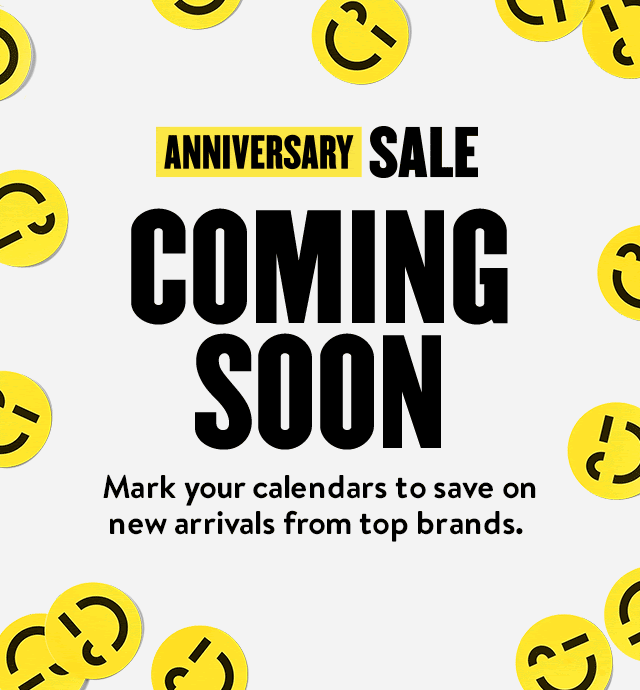 ANNIVERSARY SALE
COMING
SOON
Mark your calendars to save on
new arrivals from top brands.